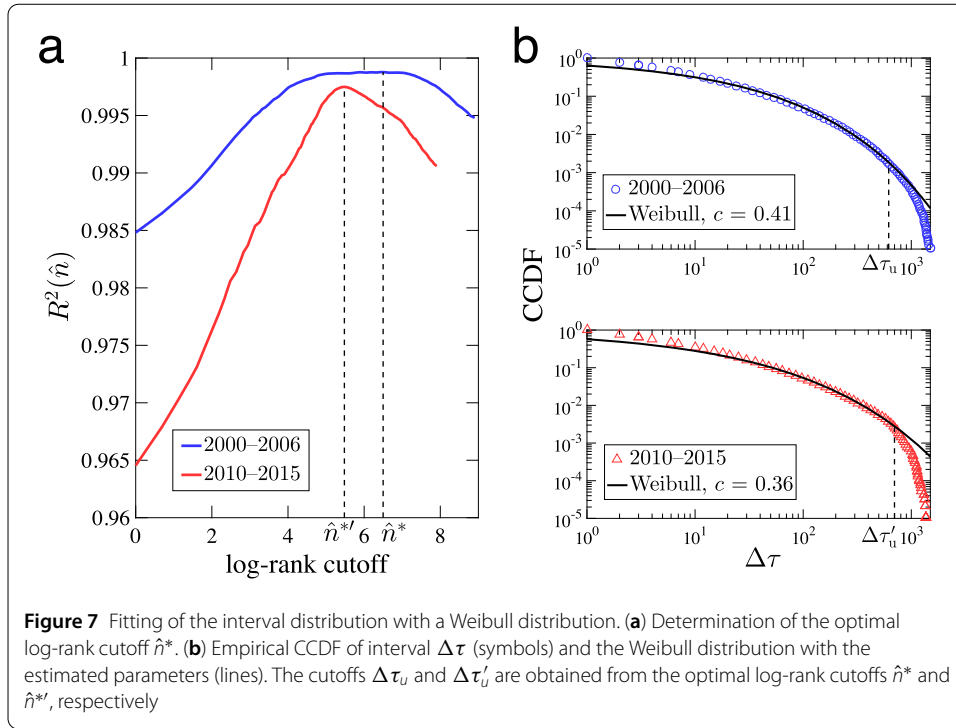 a
1
0.995
0.99
0.985
0.98
0.975
0.97
0.965
0.96
R²(n̂)
2000–2006
2010–2015
0 2 4 n̂*′ 6 n̂* 8
log-rank cutoff
b
CCDF
10⁰
10⁻¹
10⁻²
10⁻³
10⁻⁴
10⁻⁵
2000–2006
Weibull, c = 0.41
10⁰ 10¹ 10² Δτᵤ 10³
10⁰
10⁻¹
10⁻²
10⁻³
10⁻⁴
10⁻⁵
2010–2015
Weibull, c = 0.36
10⁰ 10¹ 10² Δτ′ᵤ 10³
Δτ
Figure 7 Fitting of the interval distribution with a Weibull distribution. (a) Determination of the optimal
log-rank cutoff n̂*. (b) Empirical CCDF of interval Δτ (symbols) and the Weibull distribution with the
estimated parameters (lines). The cutoffs Δτᵤ and Δτ′ᵤ are obtained from the optimal log-rank cutoffs n̂* and
n̂*′, respectively